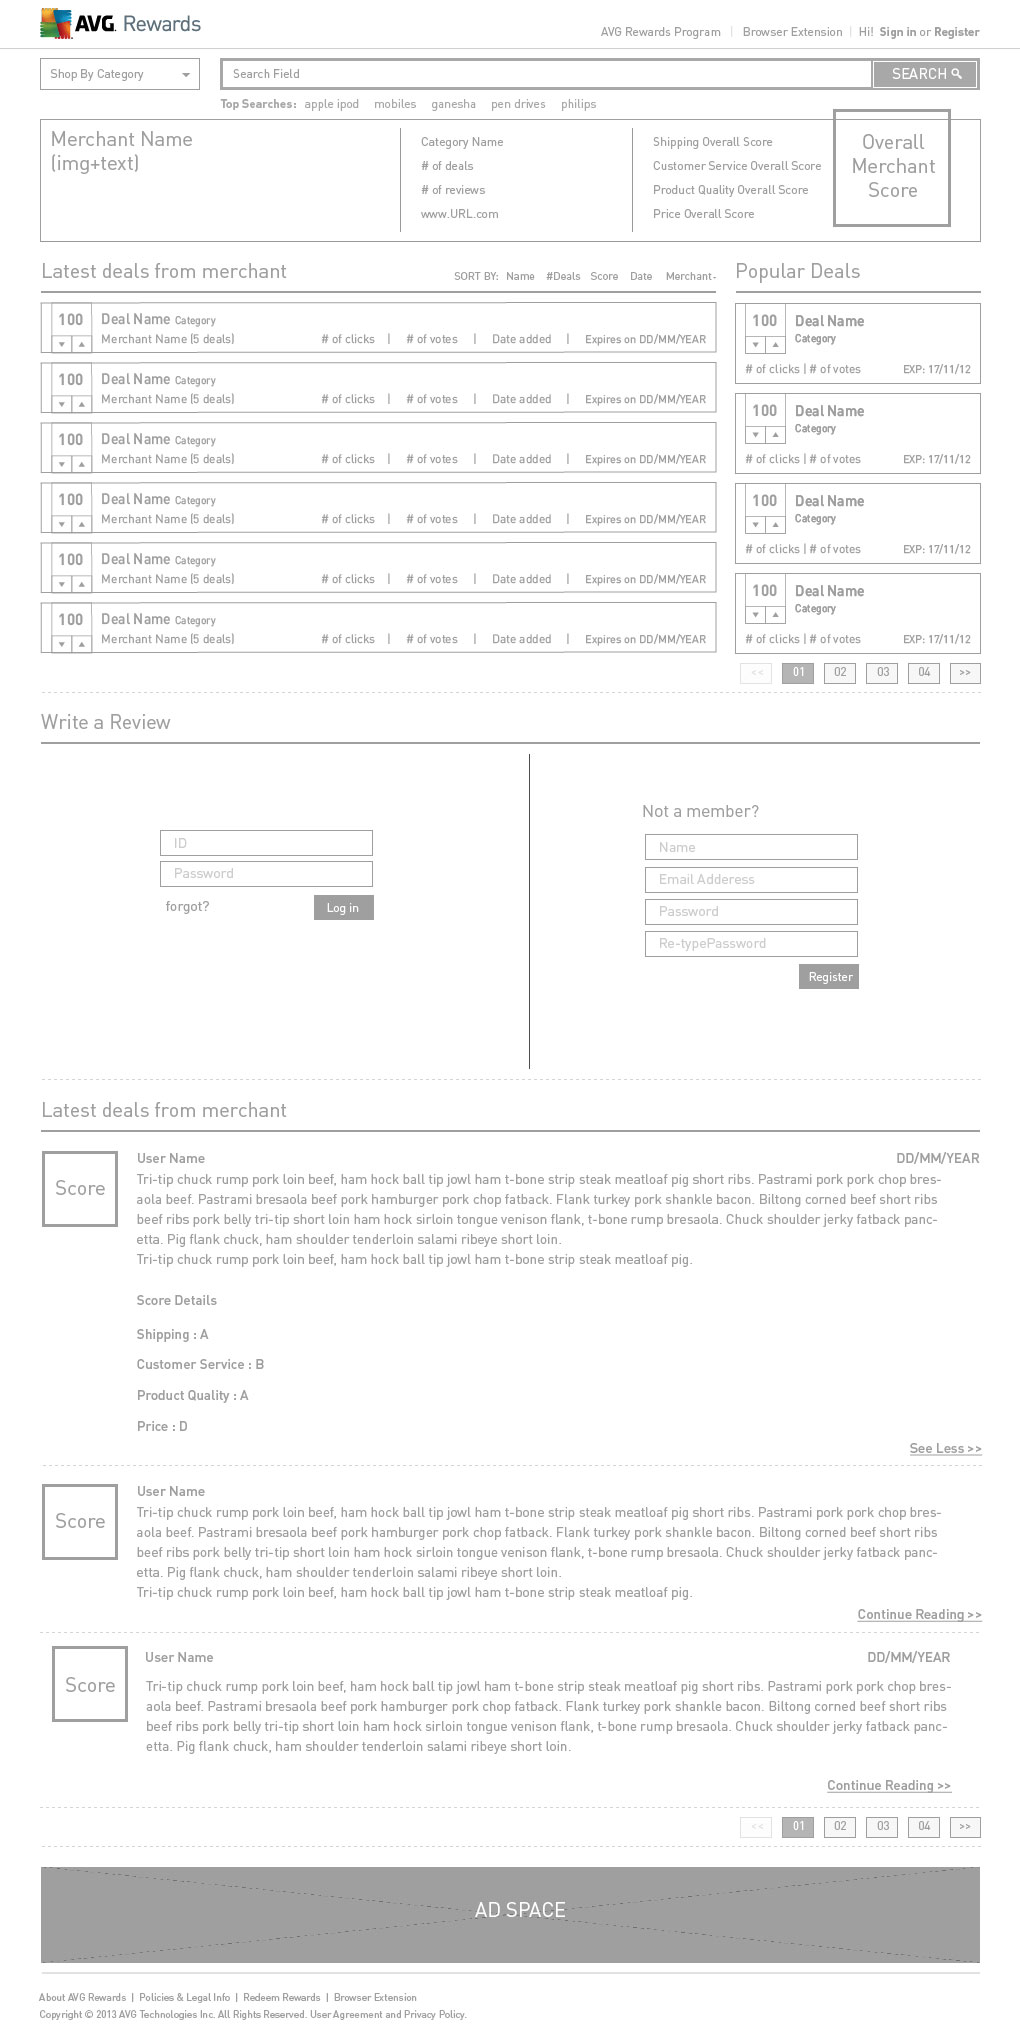 AVG. Rewards
AVG Rewards Program | Browser Extension | Hi! Sign in or Register
Shop By Category
Search Field
SEARCH
Top Searches: apple ipod mobiles ganesha pen drives philips
Merchant Name
(img+text)
Category Name
# of deals
# of reviews
www.URL.com
Shipping Overall Score
Customer Service Overall Score
Product Quality Overall Score
Price Overall Score
Overall
Merchant
Score
Latest deals from merchant
SORT BY: Name #Deals Score Date Merchant-
100 Deal Name Category
Merchant Name (5 deals) # of clicks | # of votes | Date added | Expires on DD/MM/YEAR
100 Deal Name Category
Merchant Name (5 deals) # of clicks | # of votes | Date added | Expires on DD/MM/YEAR
100 Deal Name Category
Merchant Name (5 deals) # of clicks | # of votes | Date added | Expires on DD/MM/YEAR
100 Deal Name Category
Merchant Name (5 deals) # of clicks | # of votes | Date added | Expires on DD/MM/YEAR
100 Deal Name Category
Merchant Name (5 deals) # of clicks | # of votes | Date added | Expires on DD/MM/YEAR
100 Deal Name Category
Merchant Name (5 deals) # of clicks | # of votes | Date added | Expires on DD/MM/YEAR
Popular Deals
100 Deal Name
Category
# of clicks | # of votes EXP: 17/11/12
100 Deal Name
Category
# of clicks | # of votes EXP: 17/11/12
100 Deal Name
Category
# of clicks | # of votes EXP: 17/11/12
100 Deal Name
Category
# of clicks | # of votes EXP: 17/11/12
<< 01 02 03 04 >>
Write a Review
ID
Password
forgot? Log in
Not a member?
Name
Email Adderess
Password
Re-typePassword
Register
Latest deals from merchant
Score
User Name DD/MM/YEAR
Tri-tip chuck rump pork loin beef, ham hock ball tip jowl ham t-bone strip steak meatloaf pig short ribs. Pastrami pork pork chop bres-
aola beef. Pastrami bresaola beef pork hamburger pork chop fatback. Flank turkey pork shankle bacon. Biltong corned beef short ribs
beef ribs pork belly tri-tip short loin ham hock sirloin tongue venison flank, t-bone rump bresaola. Chuck shoulder jerky fatback panc-
etta. Pig flank chuck, ham shoulder tenderloin salami ribeye short loin.
Tri-tip chuck rump pork loin beef, ham hock ball tip jowl ham t-bone strip steak meatloaf pig.
Score Details
Shipping : A
Customer Service : B
Product Quality : A
Price : D
See Less >>
Score
User Name
Tri-tip chuck rump pork loin beef, ham hock ball tip jowl ham t-bone strip steak meatloaf pig short ribs. Pastrami pork pork chop bres-
aola beef. Pastrami bresaola beef pork hamburger pork chop fatback. Flank turkey pork shankle bacon. Biltong corned beef short ribs
beef ribs pork belly tri-tip short loin ham hock sirloin tongue venison flank, t-bone rump bresaola. Chuck shoulder jerky fatback panc-
etta. Pig flank chuck, ham shoulder tenderloin salami ribeye short loin.
Tri-tip chuck rump pork loin beef, ham hock ball tip jowl ham t-bone strip steak meatloaf pig.
Continue Reading >>
Score
User Name DD/MM/YEAR
Tri-tip chuck rump pork loin beef, ham hock ball tip jowl ham t-bone strip steak meatloaf pig short ribs. Pastrami pork pork chop bres-
aola beef. Pastrami bresaola beef pork hamburger pork chop fatback. Flank turkey pork shankle bacon. Biltong corned beef short ribs
beef ribs pork belly tri-tip short loin ham hock sirloin tongue venison flank, t-bone rump bresaola. Chuck shoulder jerky fatback panc-
etta. Pig flank chuck, ham shoulder tenderloin salami ribeye short loin.
Continue Reading >>
<< 01 02 03 04 >>
AD SPACE
About AVG Rewards | Policies & Legal Info | Redeem Rewards | Browser Extension
Copyright © 2013 AVG Technologies Inc. All Rights Reserved. User Agreement and Privacy Policy.